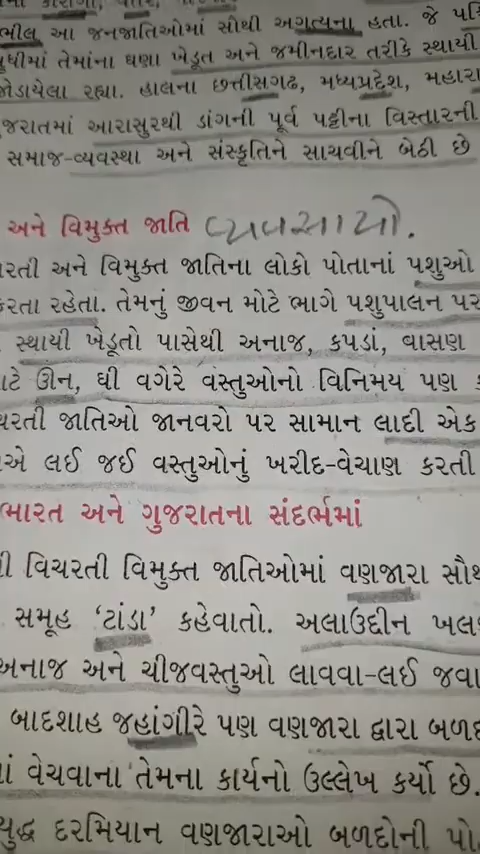 ભીલ આ જનજાતિઓમાં સૌથી અગત્યના હતા. જે
સુધીમાં તેમાંના ઘણા ખેડૂત અને જમીનદાર તરીકે સ્થાયી
જોડાયેલા રહ્યા. હાલના છત્તીસગઢ, મધ્યપ્રદેશ, મહારા
જરાતમાં આરાસુરથી ડાંગની પૂર્વ પટ્ટીના વિસ્તારની
સમાજ-વ્યવસ્થા અને સંસ્કૃતિને સાચવીને બેઠી છે
અને વિમુક્ત જાતિ વ્યવસાયો.
ચરતી અને વિમુક્ત જાતિના લોકો પોતાનાં પશુઓ
કરતા રહેતા. તેમનું જીવન મોટે ભાગે પશુપાલન પર
સ્થાયી ખેડૂતો પાસેથી અનાજ, કપડાં, વાસણ
ાટે ઊન, ઘી વગેરે વસ્તુઓનો વિનિમય પણ ક
ચરતી જાતિઓ જાનવરો પર સામાન લાદી એક
એ લઈ જઈ વસ્તુઓનું ખરીદ-વેચાણ કરતી
ભારત અને ગુજરાતના સંદર્ભમાં
ી વિચરતી વિમુક્ત જાતિઓમાં વણજારા સૌથ
સમૂહ ‘ટાંડા’ કહેવાતો. અલાઉદ્દીન ખલ
અનાજ અને ચીજવસ્તુઓ લાવવા-લઈ જવા
બાદશાહ જહાંગીરે પણ વણજારા દ્વારા બળદ
ાં વેચવાના તેમના કાર્યનો ઉલ્લેખ કર્યો છે.
યુદ્ધ દરમિયાન વણજારાઓ બળદોની પો